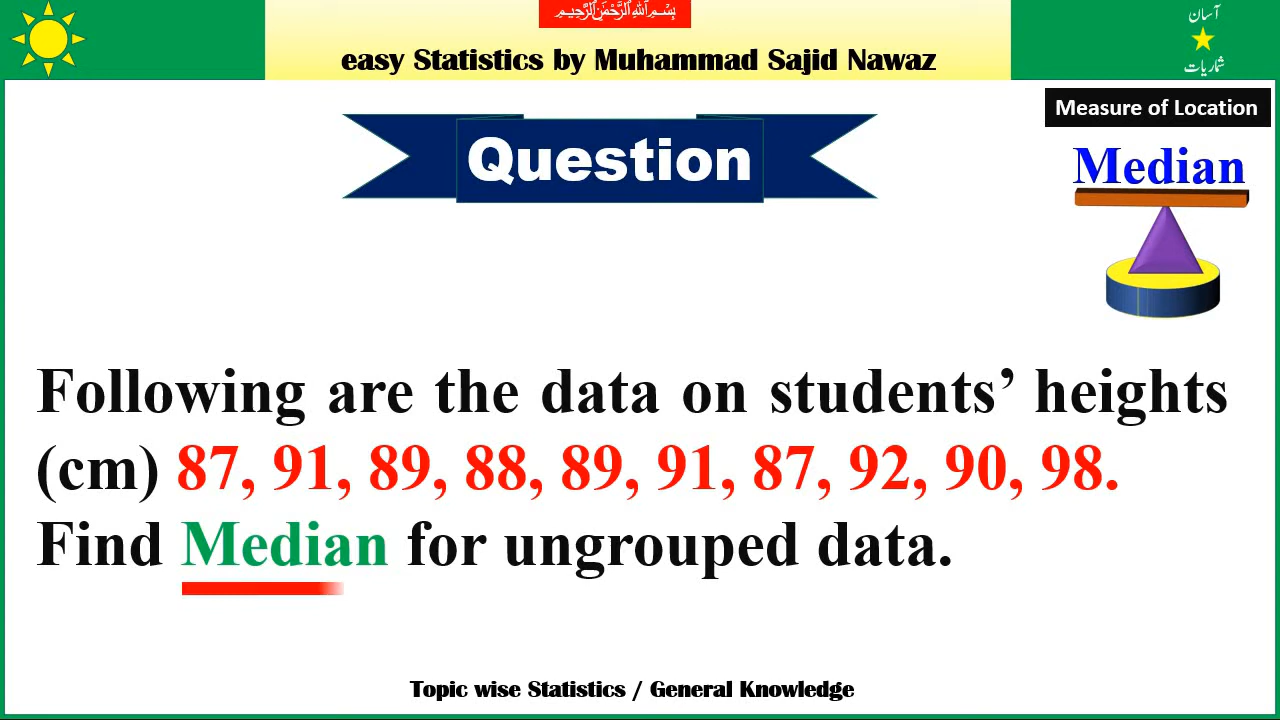 بِسْمِ اللهِ الرَّحْمٰنِ الرَّحِيْمِ
easy Statistics by Muhammad Sajid Nawaz
آسان
شماریات
Measure of Location
Median
Question
Following are the data on students’ heights
(cm) 87, 91, 89, 88, 89, 91, 87, 92, 90, 98.
Find Median for ungrouped data.
Topic wise Statistics / General Knowledge